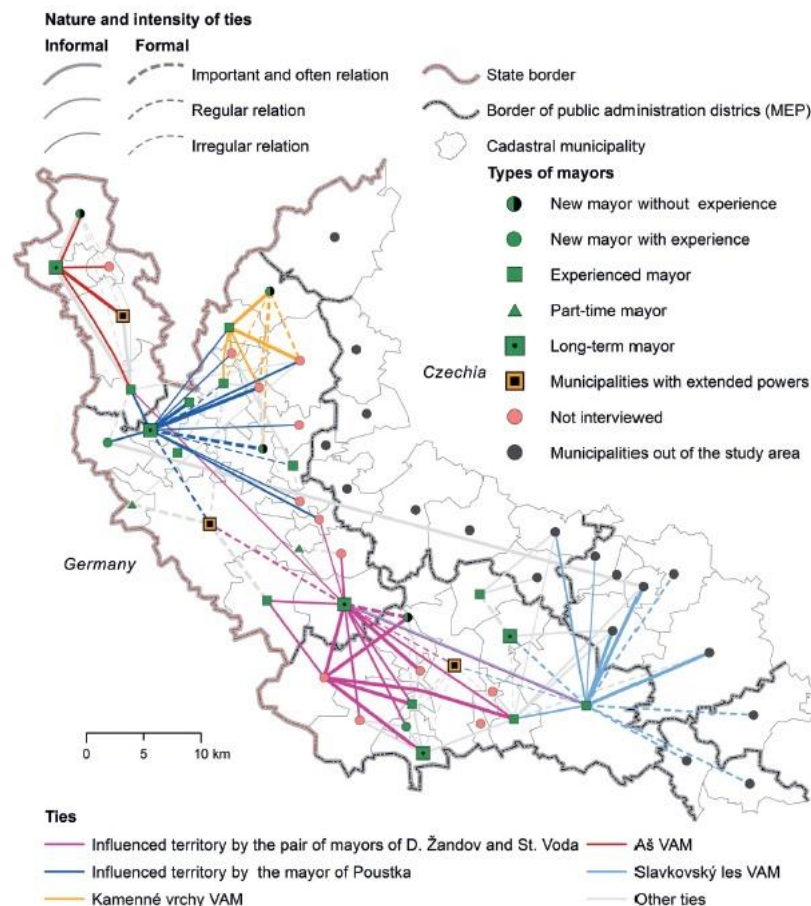 Nature and intensity of ties
Informal Formal
Important and often relation
Regular relation
Irregular relation
State border
Border of public administration districs (MEP)
Cadastral municipality
Types of mayors
New mayor without experience
New mayor with experience
Experienced mayor
Part-time mayor
Long-term mayor
Municipalities with extended powers
Not interviewed
Municipalities out of the study area
Czechia
Germany
0 5 10 km
Ties
Influenced territory by the pair of mayors of D. Žandov and St. Voda
Influenced territory by the mayor of Poustka
Kamenné vrchy VAM
Aš VAM
Slavkovský les VAM
Other ties